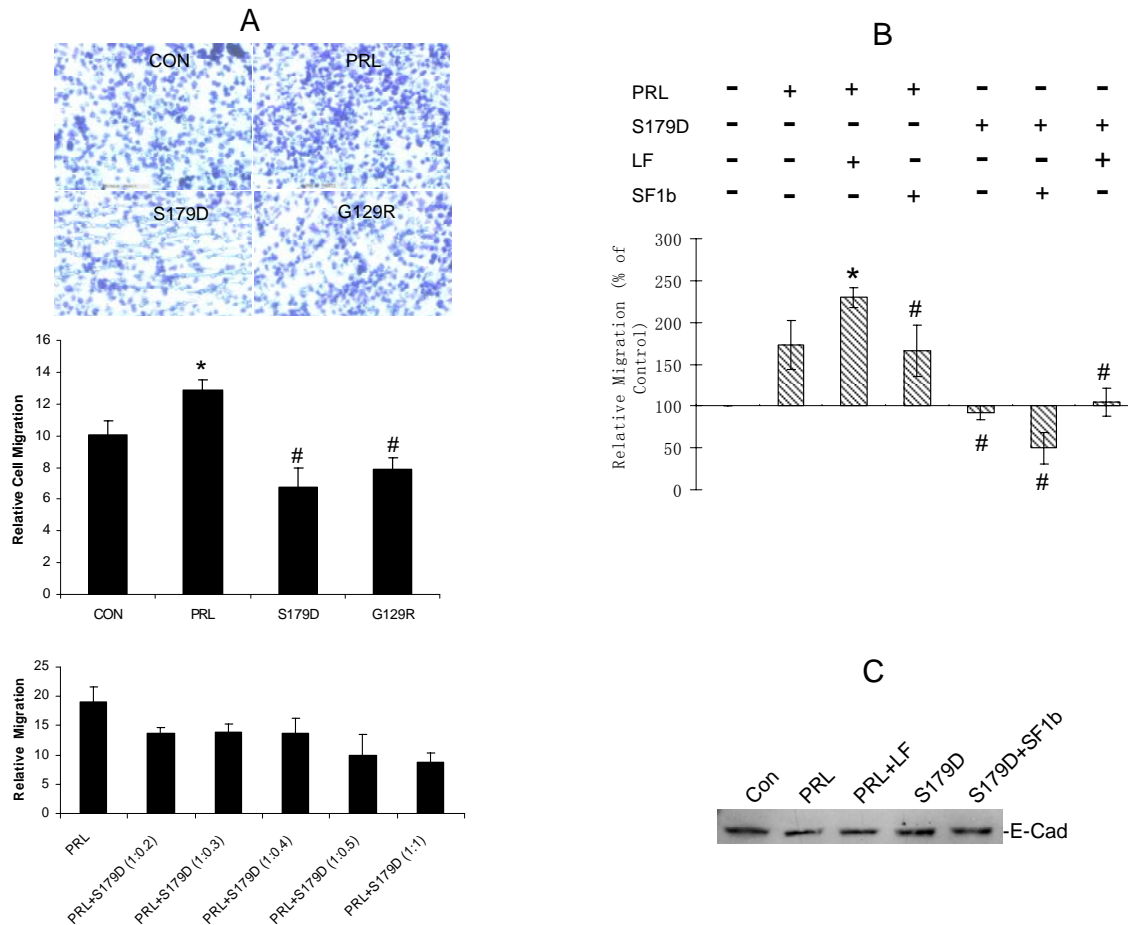 A
CON
PRL
S179D
G129R
16
14
12
10
8
6
4
2
0
Relative Cell Migration
*
#
#
CON PRL S179D G129R
25
20
15
10
5
0
Relative Migration
PRL
PRL+S179D (1:0.2)
PRL+S179D (1:0.3)
PRL+S179D (1:0.4)
PRL+S179D (1:0.5)
PRL+S179D (1:1)
B
PRL - + + + - - -
S179D - - - - + + +
LF - - + - - - +
SF1b - - - + - + -
300
250
200
150
100
50
0
Relative Migration (% of
Control)
*
#
#
#
#
C
Con
PRL
PRL+LF
S179D
S179D+SF1b
-E-Cad